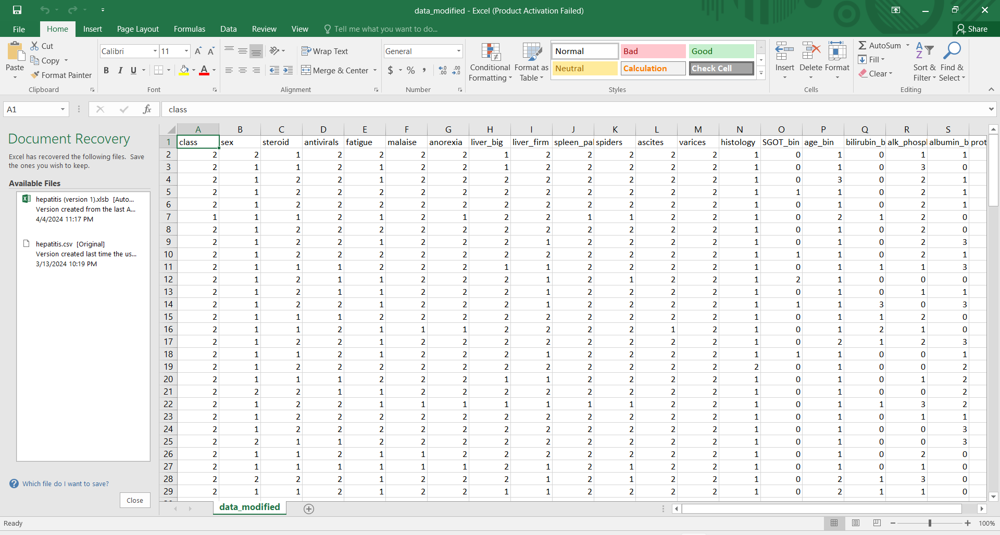 data_modified - Excel (Product Activation Failed)
File Home Insert Page Layout Formulas Data Review View Tell me what you want to do... Share
Paste
Cut
Copy
Format Painter
Clipboard
Calibri 11
B I U
Font
Wrap Text
Merge & Center
Alignment
General
$ % ,
Number
Conditional Formatting
Format as Table
Normal Bad Good
Neutral Calculation Check Cell
Styles
Insert Delete Format
Cells
AutoSum
Fill
Clear
Sort & Filter
Find & Select
Editing
A1 fx class
Document Recovery
Excel has recovered the following files. Save
the ones you wish to keep.
Available Files
hepatitis (version 1).xlsb [Auto...
Version created from the last A...
4/4/2024 11:17 PM
hepatitis.csv [Original]
Version created last time the us...
3/13/2024 10:19 PM
Which file do I want to save?
Close
A B C D E F G H I J K L M N O P Q R S
1 class sex steroid antivirals fatigue malaise anorexia liver_big liver_firm spleen_pa spiders ascites varices histology SGOT_bin age_bin bilirubin_b alk_phosp albumin_b prot
2 2 2 1 2 2 2 2 1 2 2 2 2 2 1 0 1 0 1 1
3 2 1 1 2 1 2 2 1 2 2 2 2 2 1 0 1 0 3 0
4 2 1 2 2 1 2 2 2 2 2 2 2 2 1 0 3 0 2 1
5 2 1 2 2 2 2 2 2 2 2 2 2 2 1 1 1 0 2 1
6 2 1 2 2 2 2 2 2 2 2 2 2 2 1 0 1 0 2 1
7 1 1 1 2 1 2 1 2 2 1 1 2 2 1 0 2 1 2 0
8 2 1 2 2 2 2 2 2 2 2 2 2 2 1 0 1 0 2 0
9 2 1 2 2 1 2 2 2 1 2 2 2 2 1 0 1 0 2 3
10 2 1 2 2 2 2 2 2 2 2 2 2 2 1 1 1 0 2 1
11 2 1 1 1 2 2 2 1 1 2 2 2 2 1 0 1 1 1 3
12 2 1 2 1 1 2 2 2 1 2 1 2 2 1 2 1 0 0 0
13 2 1 2 1 1 2 2 2 1 2 2 2 2 1 0 1 0 1 1
14 2 1 2 2 1 2 2 2 1 2 2 2 2 1 1 1 3 0 3
15 2 1 1 1 2 2 2 2 2 2 2 2 2 1 0 1 1 2 0
16 2 1 1 2 1 1 1 2 2 2 2 1 2 1 0 1 2 1 0
17 2 1 2 2 1 2 2 2 2 2 2 2 2 1 0 2 1 2 3
18 2 1 1 2 1 2 2 2 1 2 2 2 2 1 1 1 0 0 1
19 2 1 2 2 2 2 2 2 2 2 2 2 2 2 0 1 0 0 2
20 2 1 1 1 2 2 2 1 1 2 2 2 2 1 0 1 0 1 2
21 2 2 2 1 1 2 2 2 2 2 2 2 2 1 0 1 0 0 2
22 2 1 2 2 1 1 1 1 1 1 1 2 2 1 0 1 1 3 2
23 2 1 2 2 2 2 2 2 2 2 2 2 2 1 0 1 0 1 1
24 2 1 2 2 2 2 2 2 2 2 2 2 2 1 0 1 0 0 3
25 2 2 1 1 2 2 2 2 2 2 2 2 2 1 0 1 0 0 3
26 2 1 1 2 1 1 2 2 2 2 2 2 2 1 0 1 0 2 0
27 2 1 1 1 1 1 1 2 1 2 1 2 2 1 0 1 0 1 0
28 2 2 2 2 1 2 2 2 1 2 1 2 2 1 0 2 1 3 0
29 2 1 1 2 1 2 2 1 1 2 2 2 2 1 0 2 1 1 0
data_modified
Ready
100%